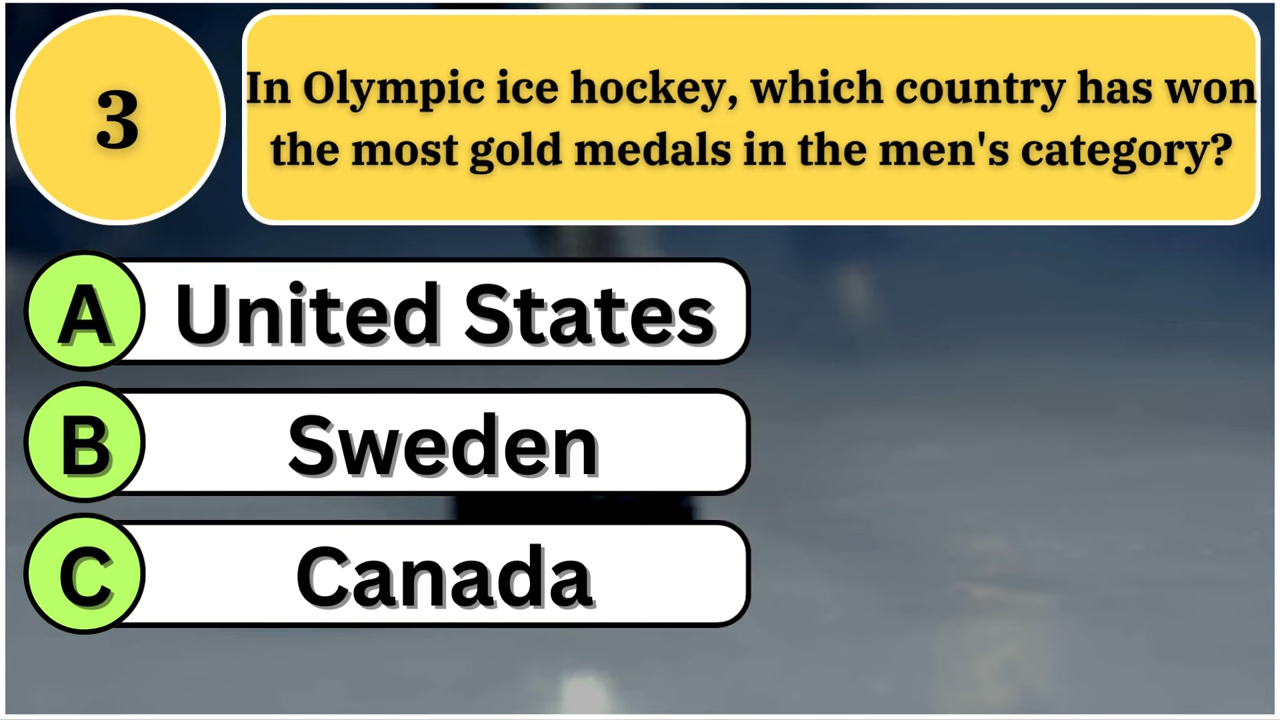 3
In Olympic ice hockey, which country has won
the most gold medals in the men's category?
A United States
B Sweden
C Canada